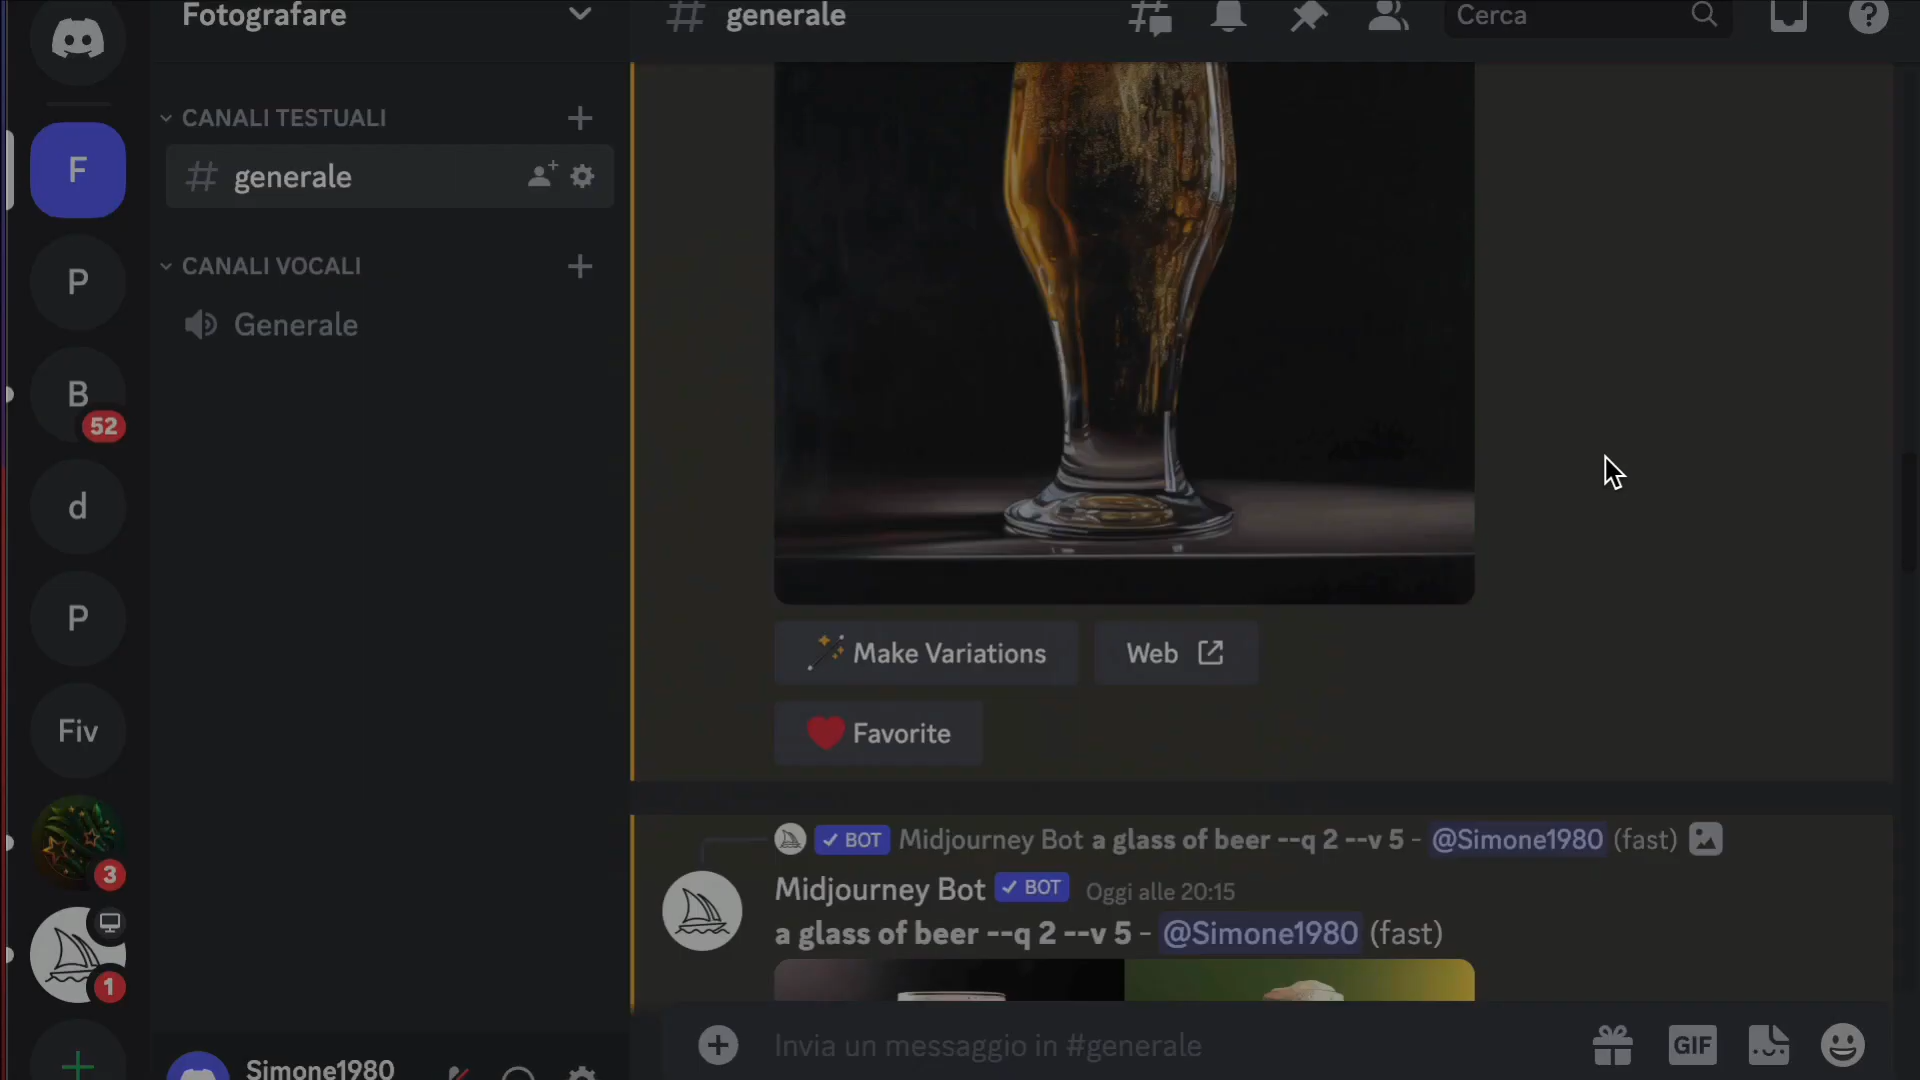 Fotografare
# generale
Cerca
CANALI TESTUALI
# generale
CANALI VOCALI
Generale
F
P
B
52
d
P
Fiv
3
1
Simone1980
Make Variations
Web
Favorite
BOT Midjourney Bot a glass of beer --q 2 --v 5 - @Simone1980 (fast)
Midjourney Bot BOT Oggi alle 20:15
a glass of beer --q 2 --v 5 - @Simone1980 (fast)
Invia un messaggio in #generale
GIF